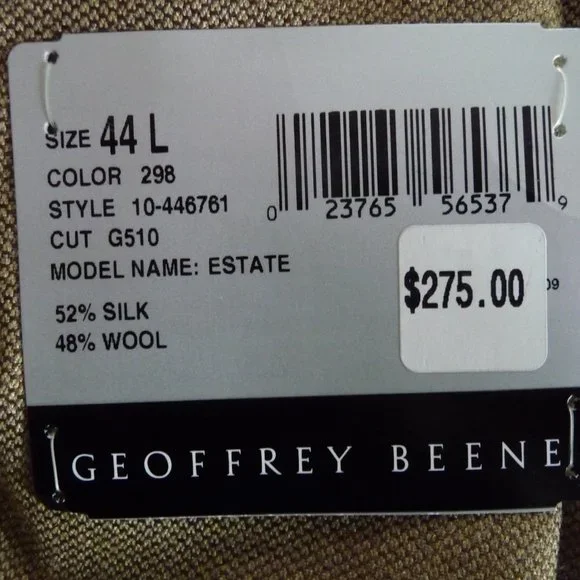 SIZE 44 L
COLOR 298
STYLE 10-446761
CUT G510
MODEL NAME: ESTATE
52% SILK
48% WOOL
0 23765 56537 9
$275.00
09
GEOFFREY BEENE